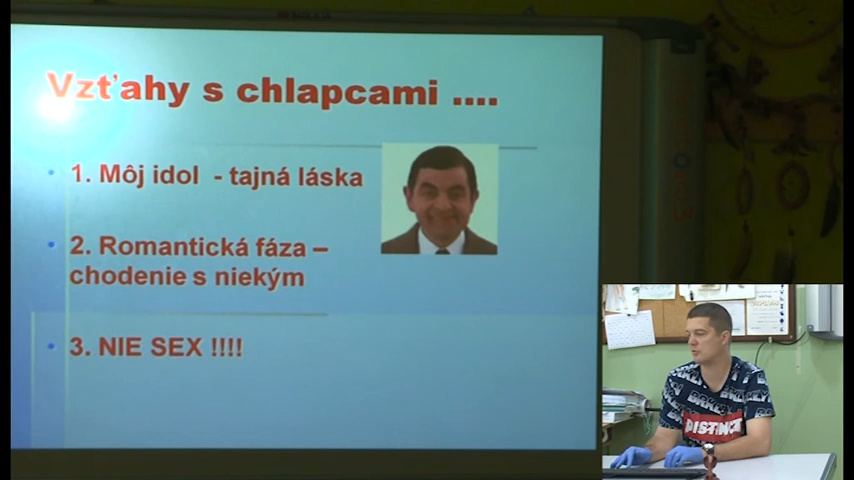 Vzťahy s chlapcami ....
1. Môj idol - tajná láska
2. Romantická fáza –
chodenie s niekým
3. NIE SEX !!!!
DISTINCT